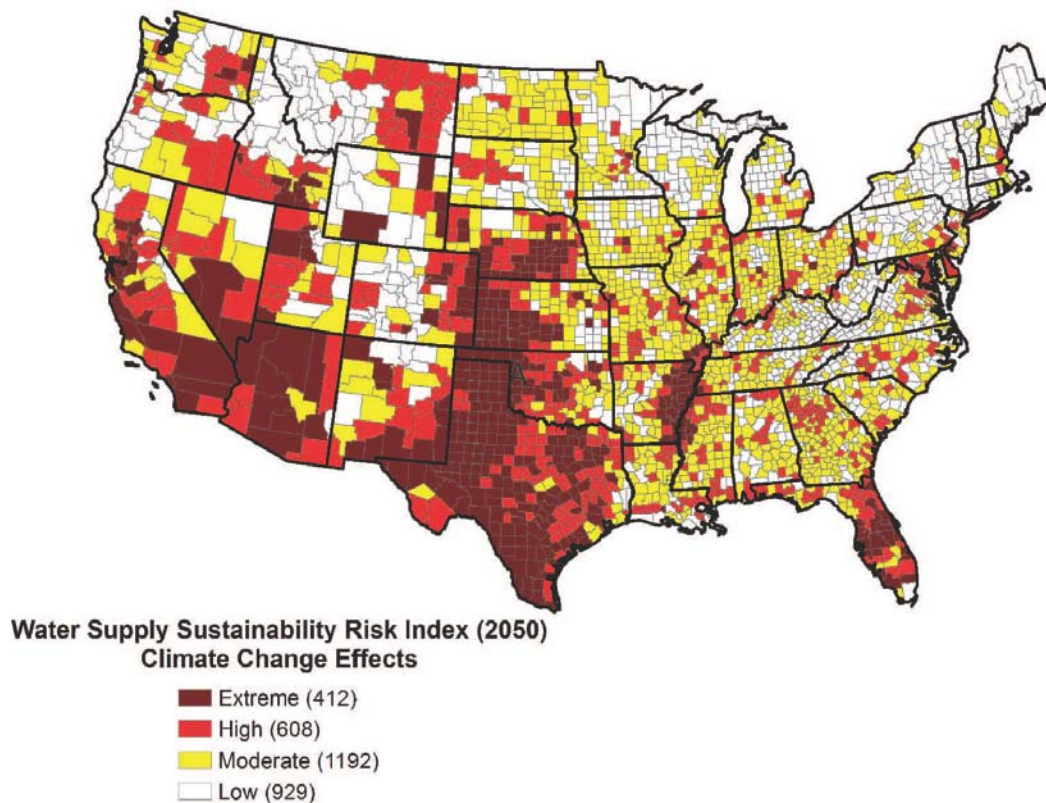 A
Water Supply Sustainability Risk Index (2050)
Climate Change Effects
Extreme (412)
High (608)
Moderate (1192)
Low (929)